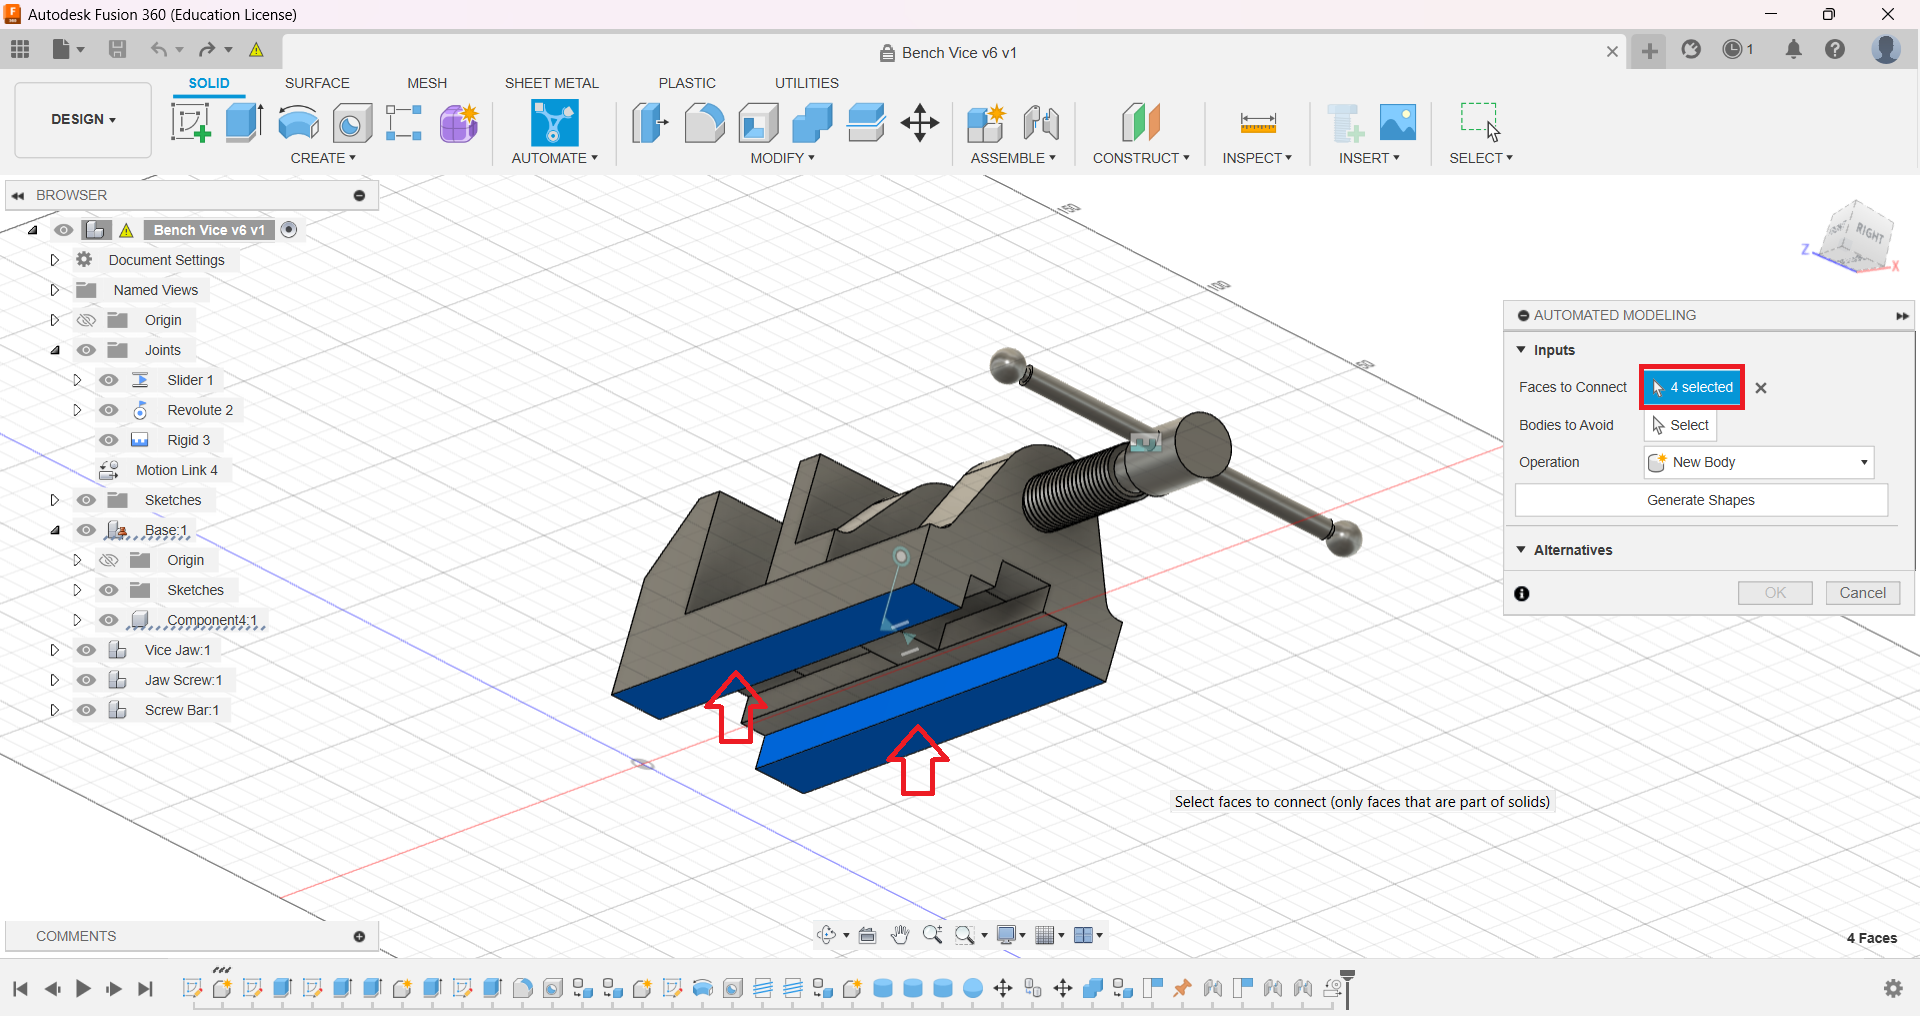 Autodesk Fusion 360 (Education License)
Bench Vice v6 v1
1
SOLID
SURFACE
MESH
SHEET METAL
PLASTIC
UTILITIES
DESIGN
CREATE
AUTOMATE
MODIFY
ASSEMBLE
CONSTRUCT
INSPECT
INSERT
SELECT
BROWSER
Bench Vice v6 v1
Document Settings
Named Views
Origin
Joints
Slider 1
Revolute 2
Rigid 3
Motion Link 4
Sketches
Base:1
Origin
Sketches
Component4:1
Vice Jaw:1
Jaw Screw:1
Screw Bar:1
150
100
50
RIGHT
Z
X
AUTOMATED MODELING
Inputs
Faces to Connect
4 selected
Bodies to Avoid
Select
Operation
New Body
Generate Shapes
Alternatives
OK
Cancel
Select faces to connect (only faces that are part of solids)
COMMENTS
4 Faces